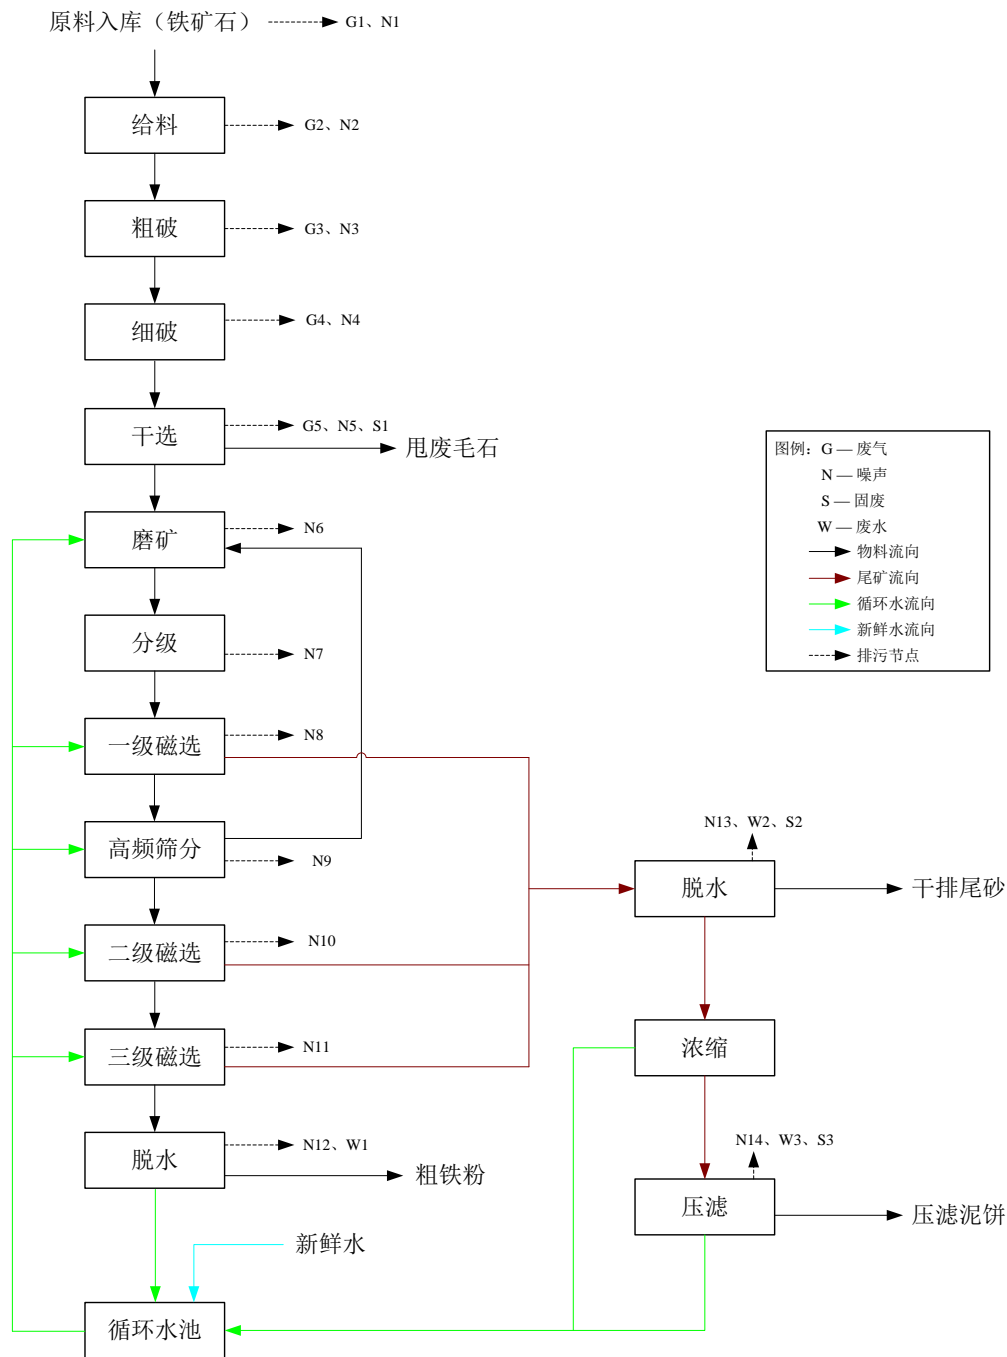 原料入库（铁矿石）
G1、N1
给料
G2、N2
粗破
G3、N3
细破
G4、N4
干选
G5、N5、S1
甩废毛石
磨矿
N6
分级
N7
一级磁选
N8
高频筛分
N9
二级磁选
N10
三级磁选
N11
脱水
N12、W1
粗铁粉
新鲜水
循环水池
N13、W2、S2
脱水
干排尾砂
浓缩
N14、W3、S3
压滤
压滤泥饼
图例：G — 废气
N — 噪声
S — 固废
W — 废水
物料流向
尾矿流向
循环水流向
新鲜水流向
排污节点